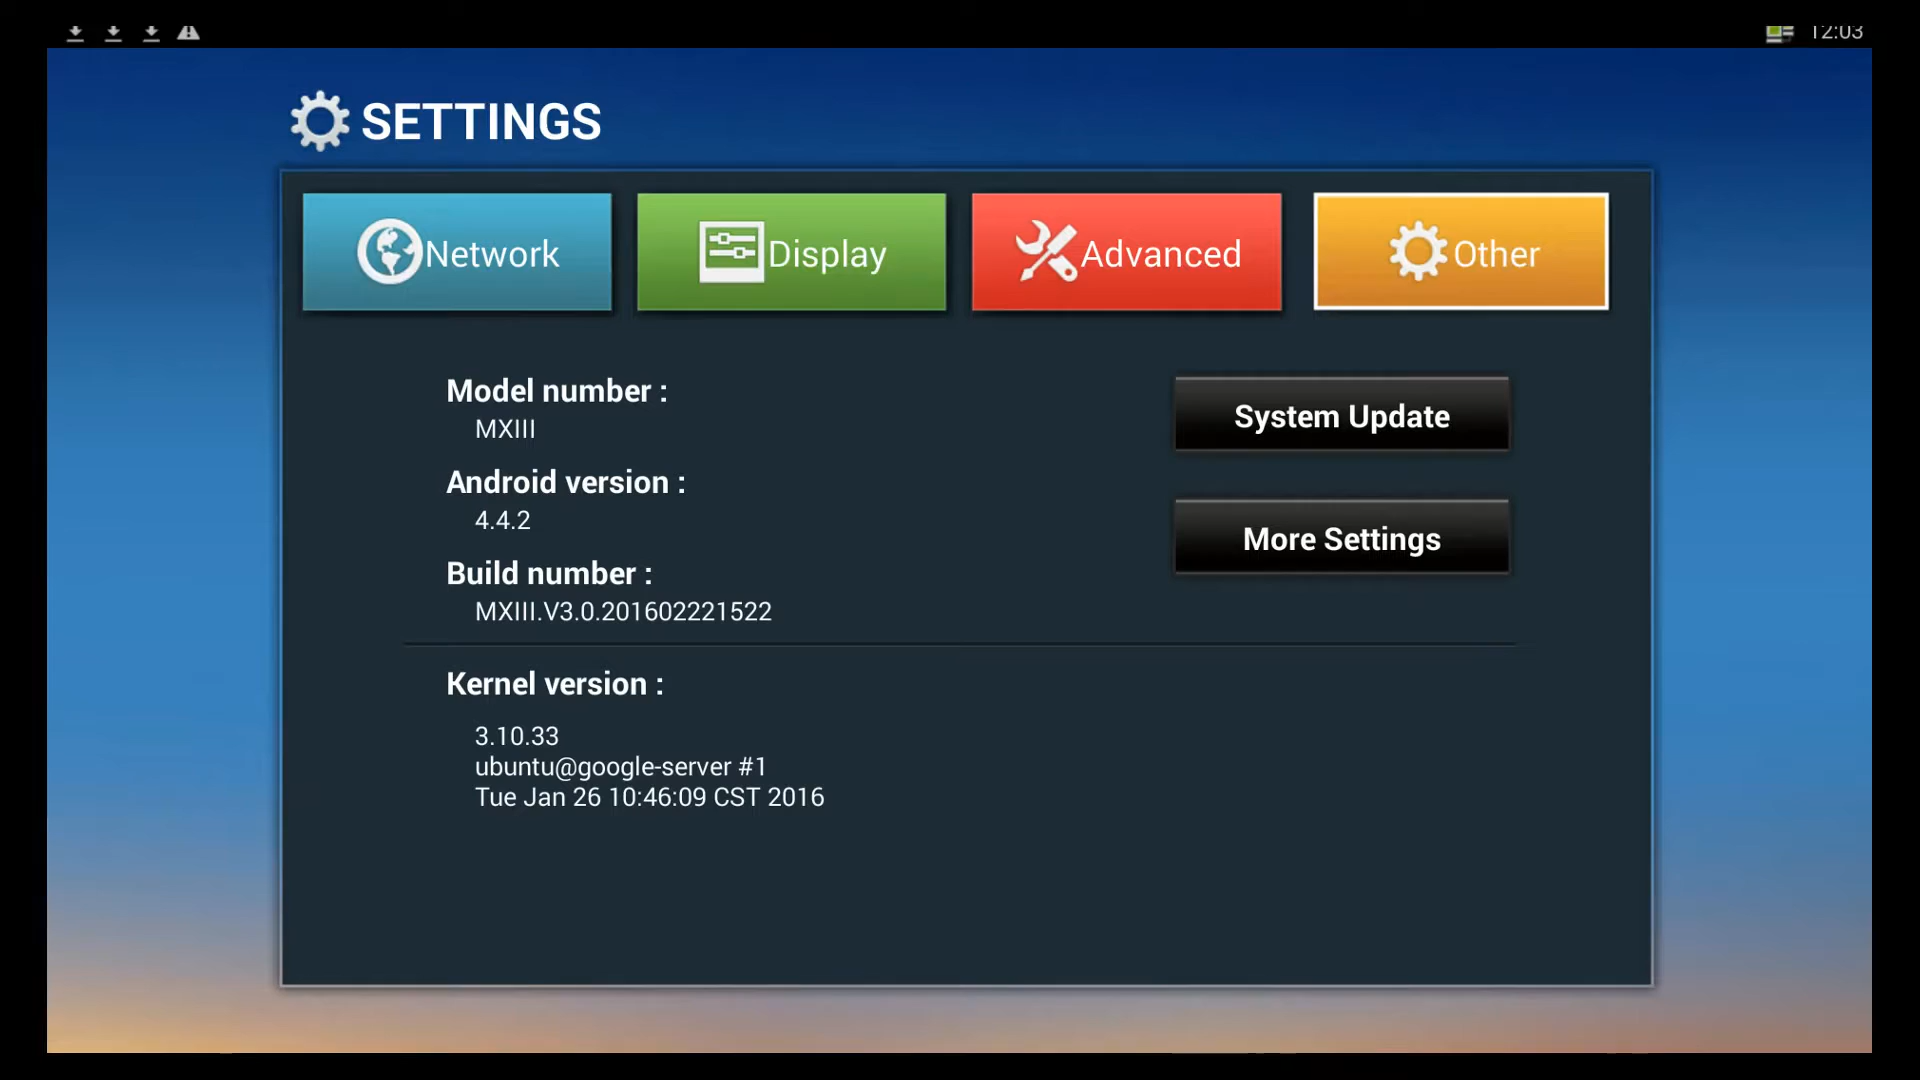 12:03
SETTINGS
Network
Display
Advanced
Other
Model number :
MXIII
System Update
Android version :
4.4.2
More Settings
Build number :
MXIII.V3.0.201602221522
Kernel version :
3.10.33
ubuntu@google-server #1
Tue Jan 26 10:46:09 CST 2016